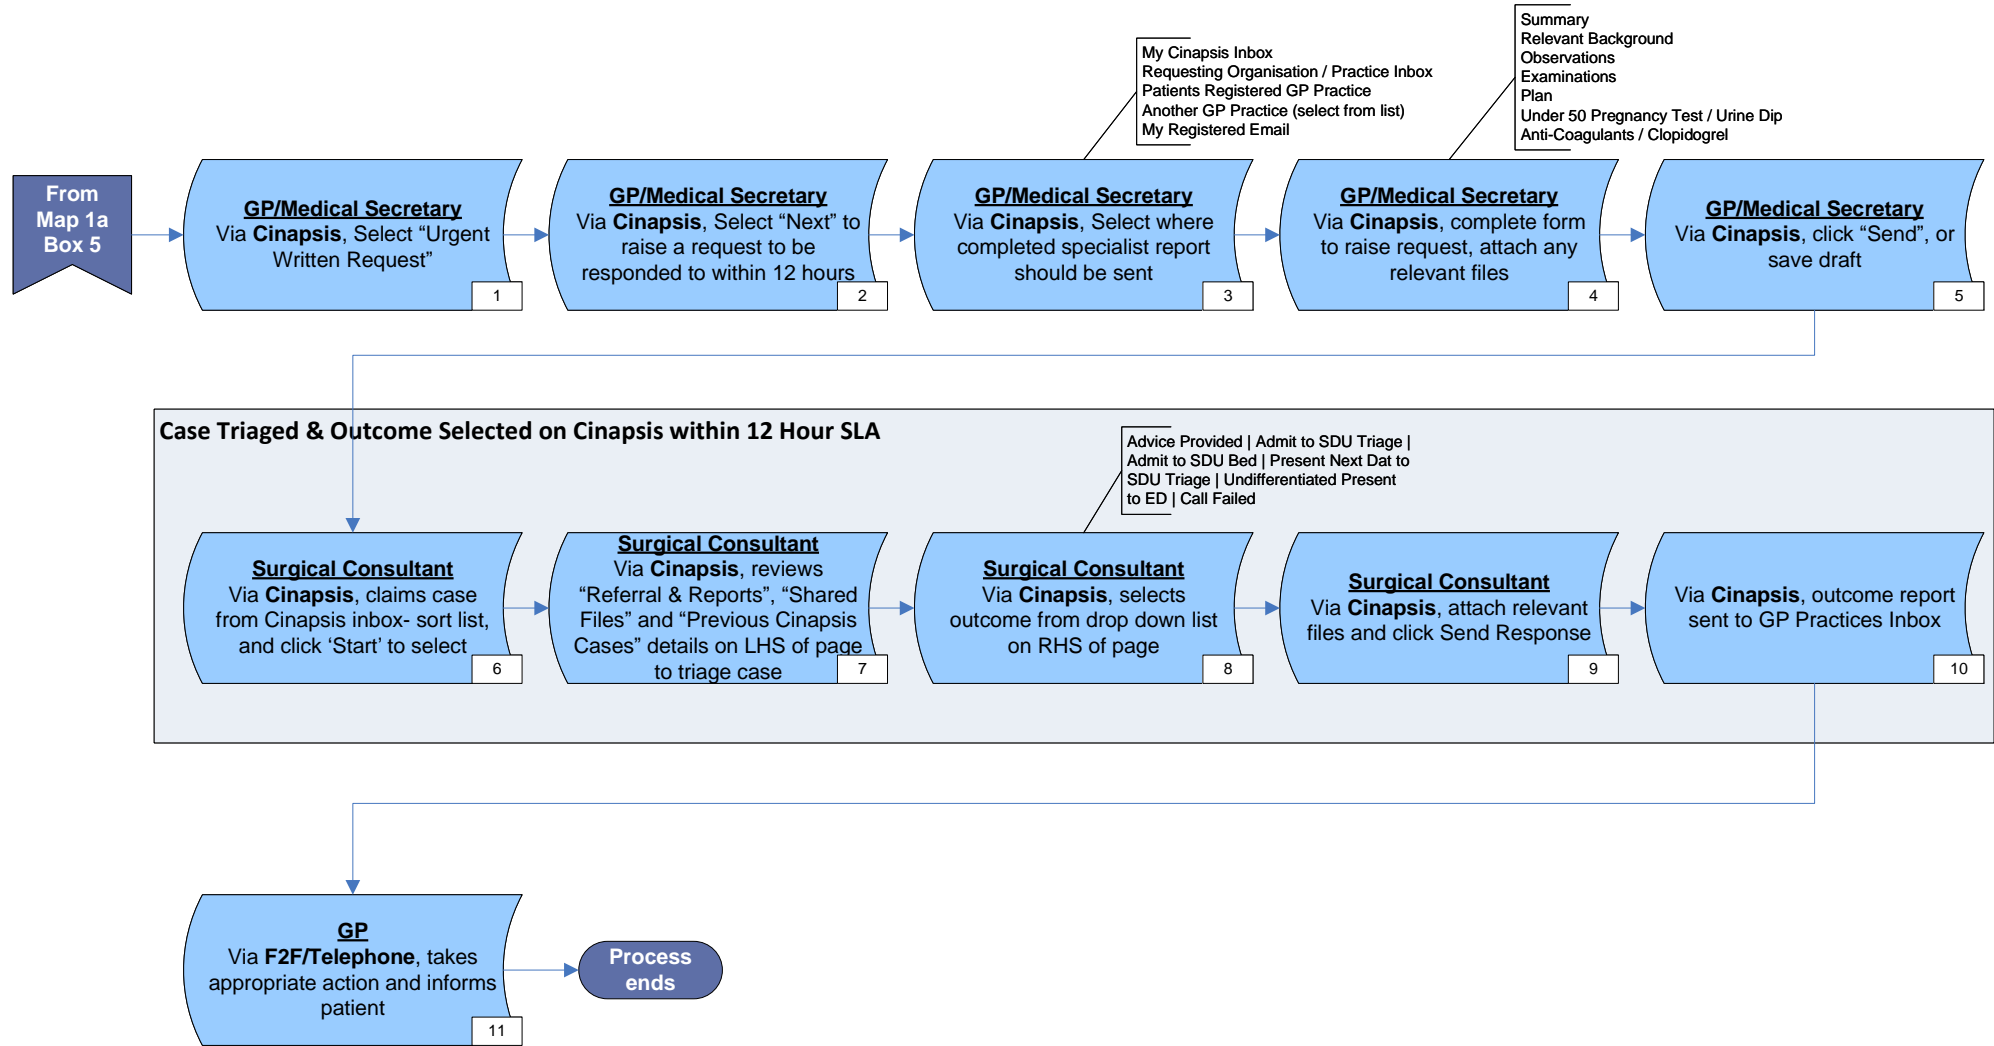 My Cinapsis Inbox
Requesting Organisation / Practice Inbox
Patients Registered GP Practice
Another GP Practice (select from list)
My Registered Email
Summary
Relevant Background
Observations
Examinations
Plan
Under 50 Pregnancy Test / Urine Dip
Anti-Coagulants / Clopidogrel
From
Map 1a
Box 5
GP/Medical Secretary
Via Cinapsis, Select “Urgent
Written Request”
1
GP/Medical Secretary
Via Cinapsis, Select “Next” to
raise a request to be
responded to within 12 hours
2
GP/Medical Secretary
Via Cinapsis, Select where
completed specialist report
should be sent
3
GP/Medical Secretary
Via Cinapsis, complete form
to raise request, attach any
relevant files
4
GP/Medical Secretary
Via Cinapsis, click “Send”, or
save draft
5
Case Triaged & Outcome Selected on Cinapsis within 12 Hour SLA
Advice Provided | Admit to SDU Triage |
Admit to SDU Bed | Present Next Dat to
SDU Triage | Undifferentiated Present
to ED | Call Failed
Surgical Consultant
Via Cinapsis, claims case
from Cinapsis inbox- sort list,
and click ‘Start’ to select
6
Surgical Consultant
Via Cinapsis, reviews
“Referral & Reports”, “Shared
Files” and “Previous Cinapsis
Cases” details on LHS of page
to triage case
7
Surgical Consultant
Via Cinapsis, selects
outcome from drop down list
on RHS of page
8
Surgical Consultant
Via Cinapsis, attach relevant
files and click Send Response
9
Via Cinapsis, outcome report
sent to GP Practices Inbox
10
GP
Via F2F/Telephone, takes
appropriate action and informs
patient
11
Process
ends